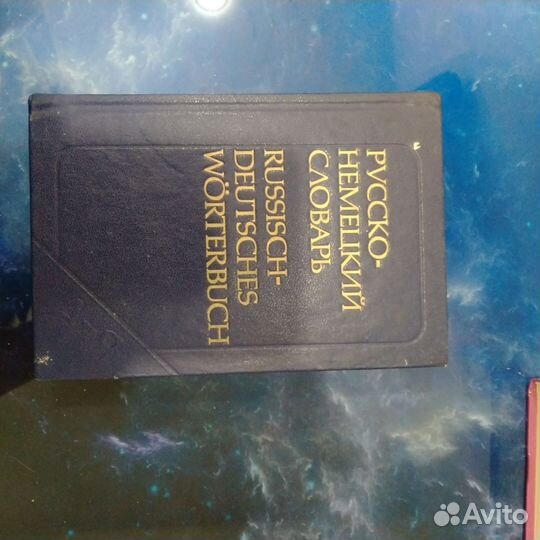 РУССКО-
НЕМЕЦКИЙ
СЛОВАРЬ
RUSSISCH-
DEUTSCHES
WÖRTERBUCH
Avito